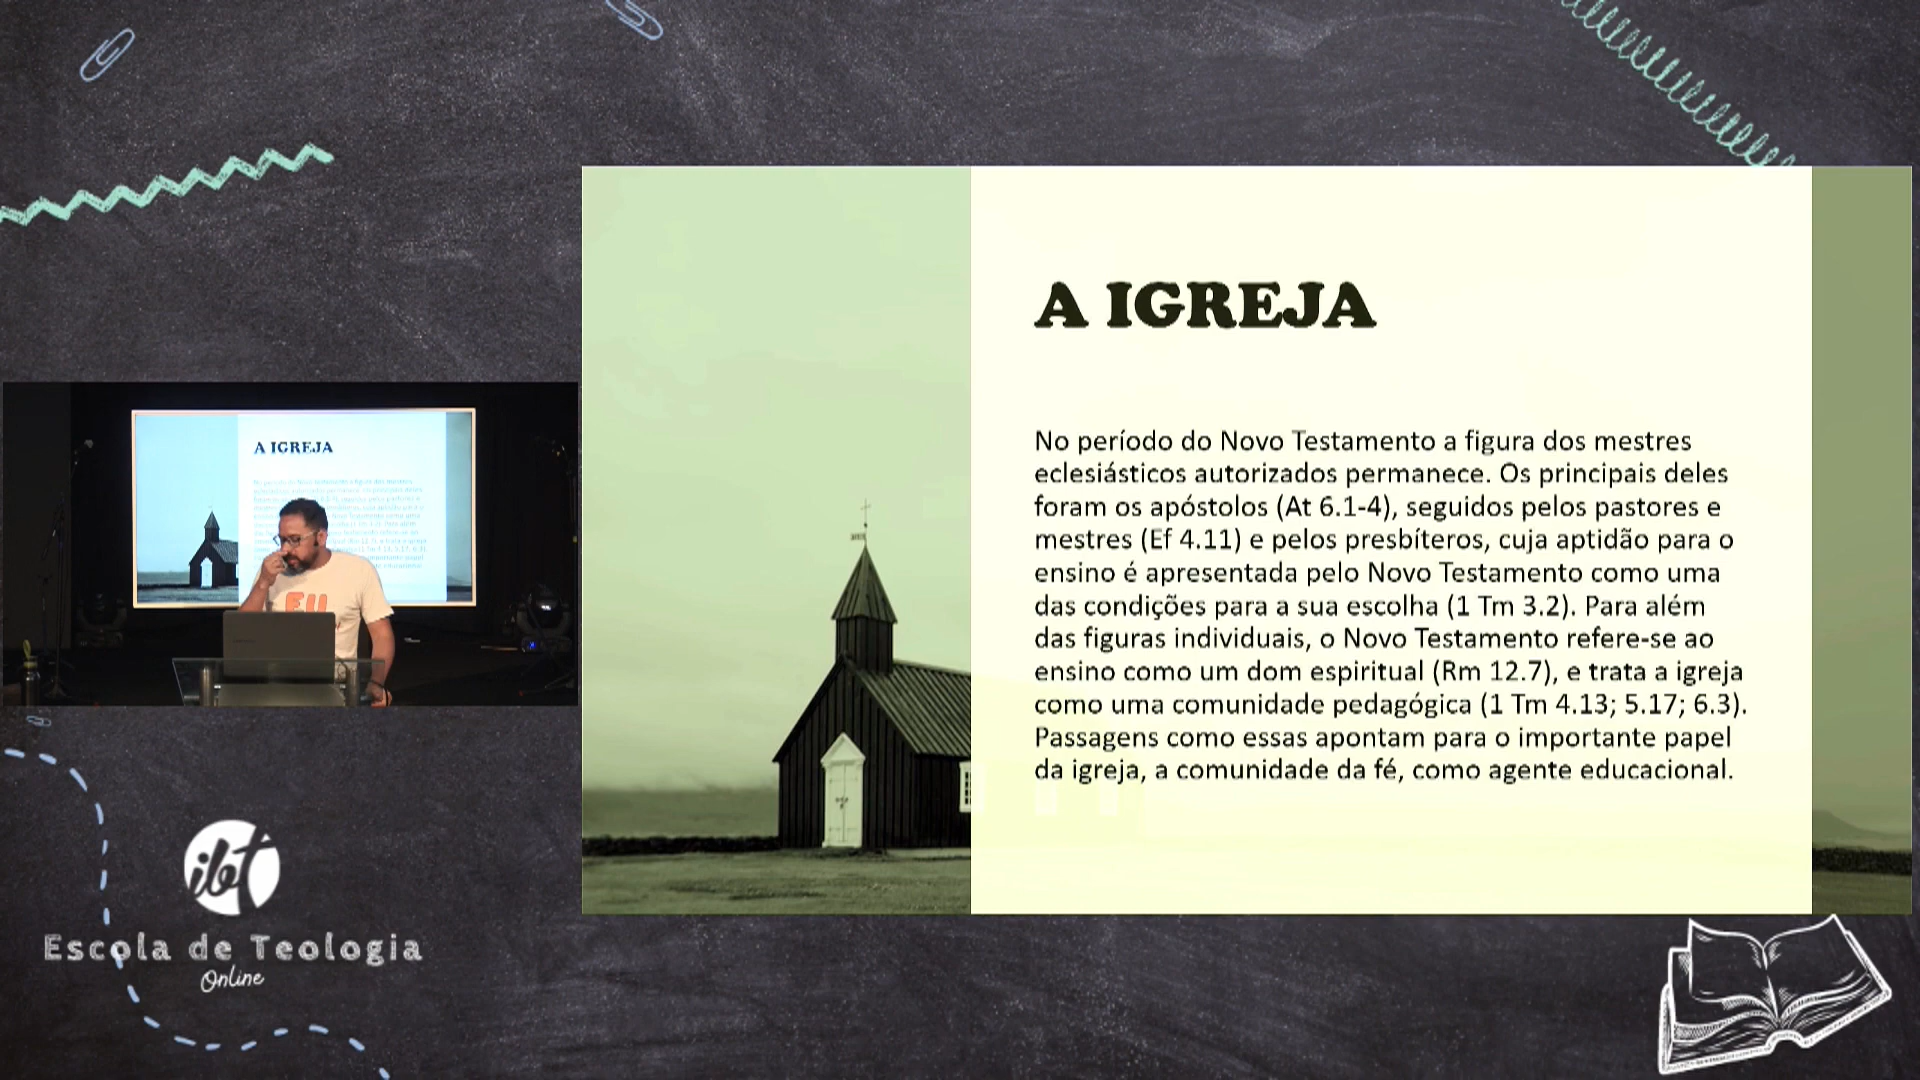 A IGREJA
No período do Novo Testamento a figura dos mestres
eclesiásticos autorizados permanece. Os principais deles
foram os apóstolos (At 6.1-4), seguidos pelos pastores e
mestres (Ef 4.11) e pelos presbíteros, cuja aptidão para o
ensino é apresentada pelo Novo Testamento como uma
das condições para a sua escolha (1 Tm 3.2). Para além
das figuras individuais, o Novo Testamento refere-se ao
ensino como um dom espiritual (Rm 12.7), e trata a igreja
como uma comunidade pedagógica (1 Tm 4.13; 5.17; 6.3).
Passagens como essas apontam para o importante papel
da igreja, a comunidade da fé, como agente educacional.
A IGREJA
EU
ibt
Escola de Teologia
Online